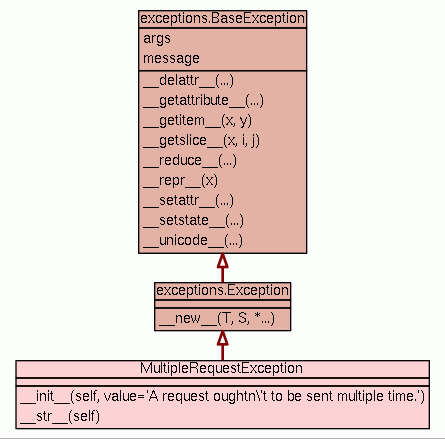 exceptions.BaseException
args
message
__delattr__(...)
__getattribute__(...)
__getitem__(x, y)
__getslice__(x, i, j)
__reduce__(...)
__repr__(x)
__setattr__(...)
__setstate__(...)
__unicode__(...)
exceptions.Exception
__new__(T, S, *...)
MultipleRequestException
__init__(self, value='A request oughtn\'t to be sent multiple time.')
__str__(self)